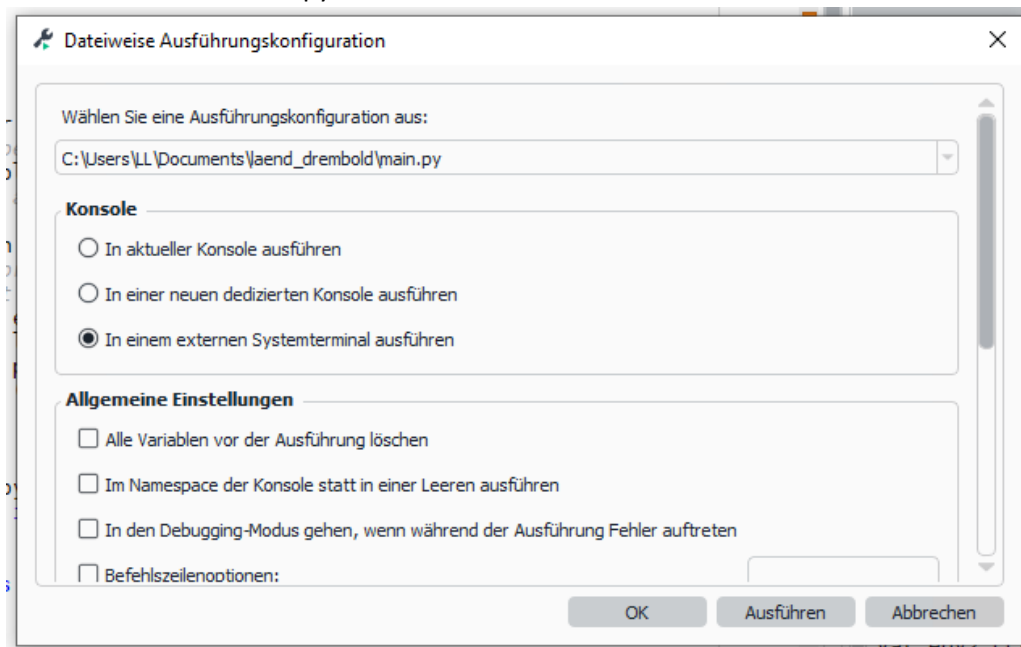 Dateiweise Ausführungskonfiguration
Wählen Sie eine Ausführungskonfiguration aus:
C:\Users\LL\Documents\laend_drembold\main.py
Konsole
In aktueller Konsole ausführen
In einer neuen dedizierten Konsole ausführen
In einem externen Systemterminal ausführen
Allgemeine Einstellungen
Alle Variablen vor der Ausführung löschen
Im Namespace der Konsole statt in einer Leeren ausführen
In den Debugging-Modus gehen, wenn während der Ausführung Fehler auftreten
Befehlszeilenoptionen:
OK Ausführen Abbrechen